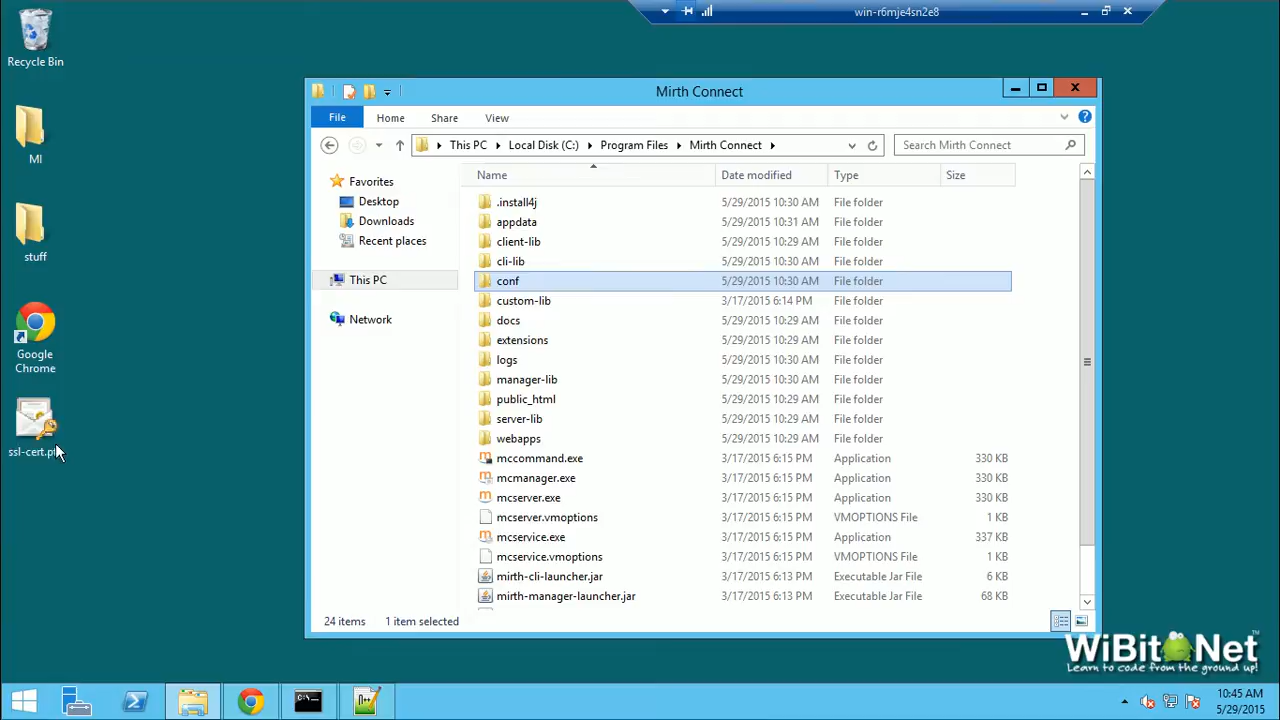 win-r6mje4sn2e8
Recycle Bin
MI
stuff
Google
Chrome
Mirth Connect
File Home Share View
This PC Local Disk (C:) Program Files Mirth Connect Search Mirth Connect
Favorites
Desktop
Downloads
Recent places
This PC
Network
Name Date modified Type Size
.install4j 5/29/2015 10:30 AM File folder
appdata 5/29/2015 10:31 AM File folder
client-lib 5/29/2015 10:29 AM File folder
cli-lib 5/29/2015 10:30 AM File folder
conf 5/29/2015 10:30 AM File folder
custom-lib 3/17/2015 6:14 PM File folder
docs 5/29/2015 10:29 AM File folder
extensions 5/29/2015 10:29 AM File folder
logs 5/29/2015 10:30 AM File folder
manager-lib 5/29/2015 10:30 AM File folder
public_html 5/29/2015 10:29 AM File folder
server-lib 5/29/2015 10:29 AM File folder
webapps 5/29/2015 10:29 AM File folder
mccommand.exe 3/17/2015 6:15 PM Application 330 KB
mcmanager.exe 3/17/2015 6:15 PM Application 330 KB
mcserver.exe 3/17/2015 6:15 PM Application 330 KB
mcserver.vmoptions 3/17/2015 6:15 PM VMOPTIONS File 1 KB
mcservice.exe 3/17/2015 6:15 PM Application 337 KB
mcservice.vmoptions 3/17/2015 6:15 PM VMOPTIONS File 1 KB
mirth-cli-launcher.jar 3/17/2015 6:13 PM Executable Jar File 6 KB
mirth-manager-launcher.jar 3/17/2015 6:13 PM Executable Jar File 68 KB
24 items 1 item selected
WiBit Net
Learn to code from the ground up!
10:45 AM
5/29/2015